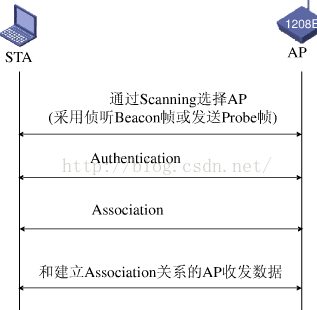 1208E
STA
AP
通过Scanning选择AP
(采用侦听Beacon帧或发送Probe帧)
Authentication
http://blog.csdn.net/
Association
和建立Association关系的AP收发数据